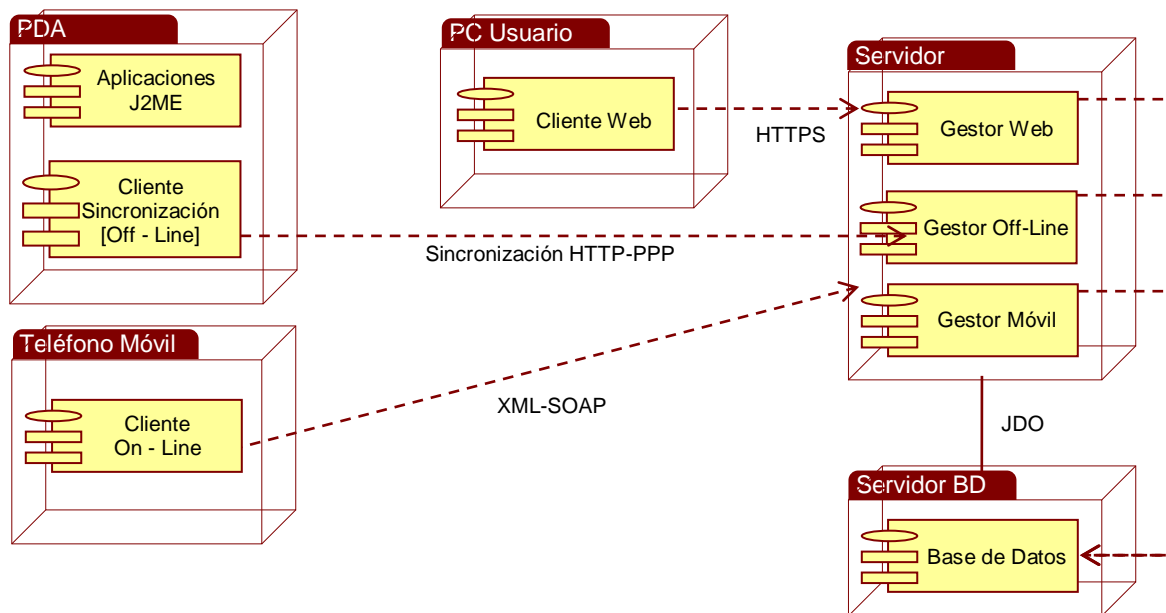 PDA
Aplicaciones
J2ME
Cliente
Sincronización
[Off - Line]
PC Usuario
Cliente Web
HTTPS
Servidor
Gestor Web
Gestor Off-Line
Gestor Móvil
Sincronización HTTP-PPP
Teléfono Móvil
Cliente
On - Line
XML-SOAP
JDO
Servidor BD
Base de Datos